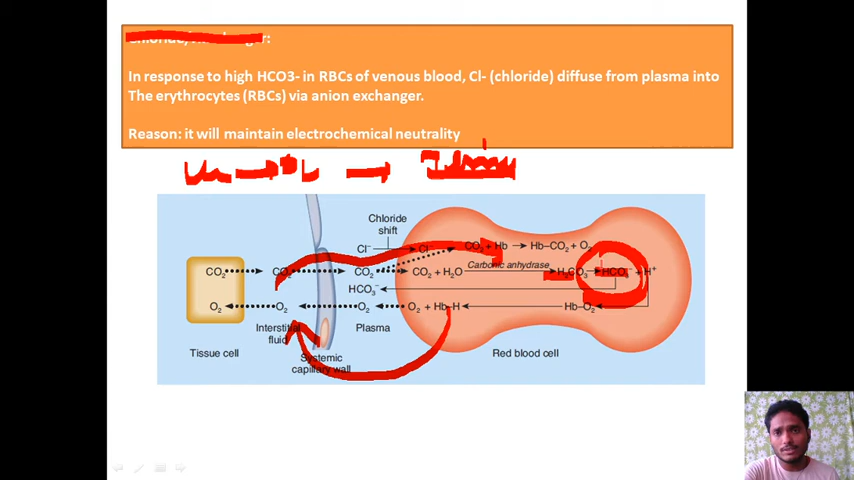 In response to high HCO3- in RBCs of venous blood, Cl- (chloride) diffuse from plasma into
The erythrocytes (RBCs) via anion exchanger.
Reason: it will maintain electrochemical neutrality
Chloride
shift
Cl⁻ Cl⁻
CO₂ + Hb Hb–CO₂ + O₂
Carbonic anhydrase
CO₂ CO₂ CO₂ CO₂ + H₂O H₂CO₃ HCO₃⁻ + H⁺
HCO₃⁻
O₂ O₂ O₂ O₂ + Hb–H Hb–O₂
Interstitial
fluid
Plasma
Tissue cell
Systemic
capillary wall
Red blood cell